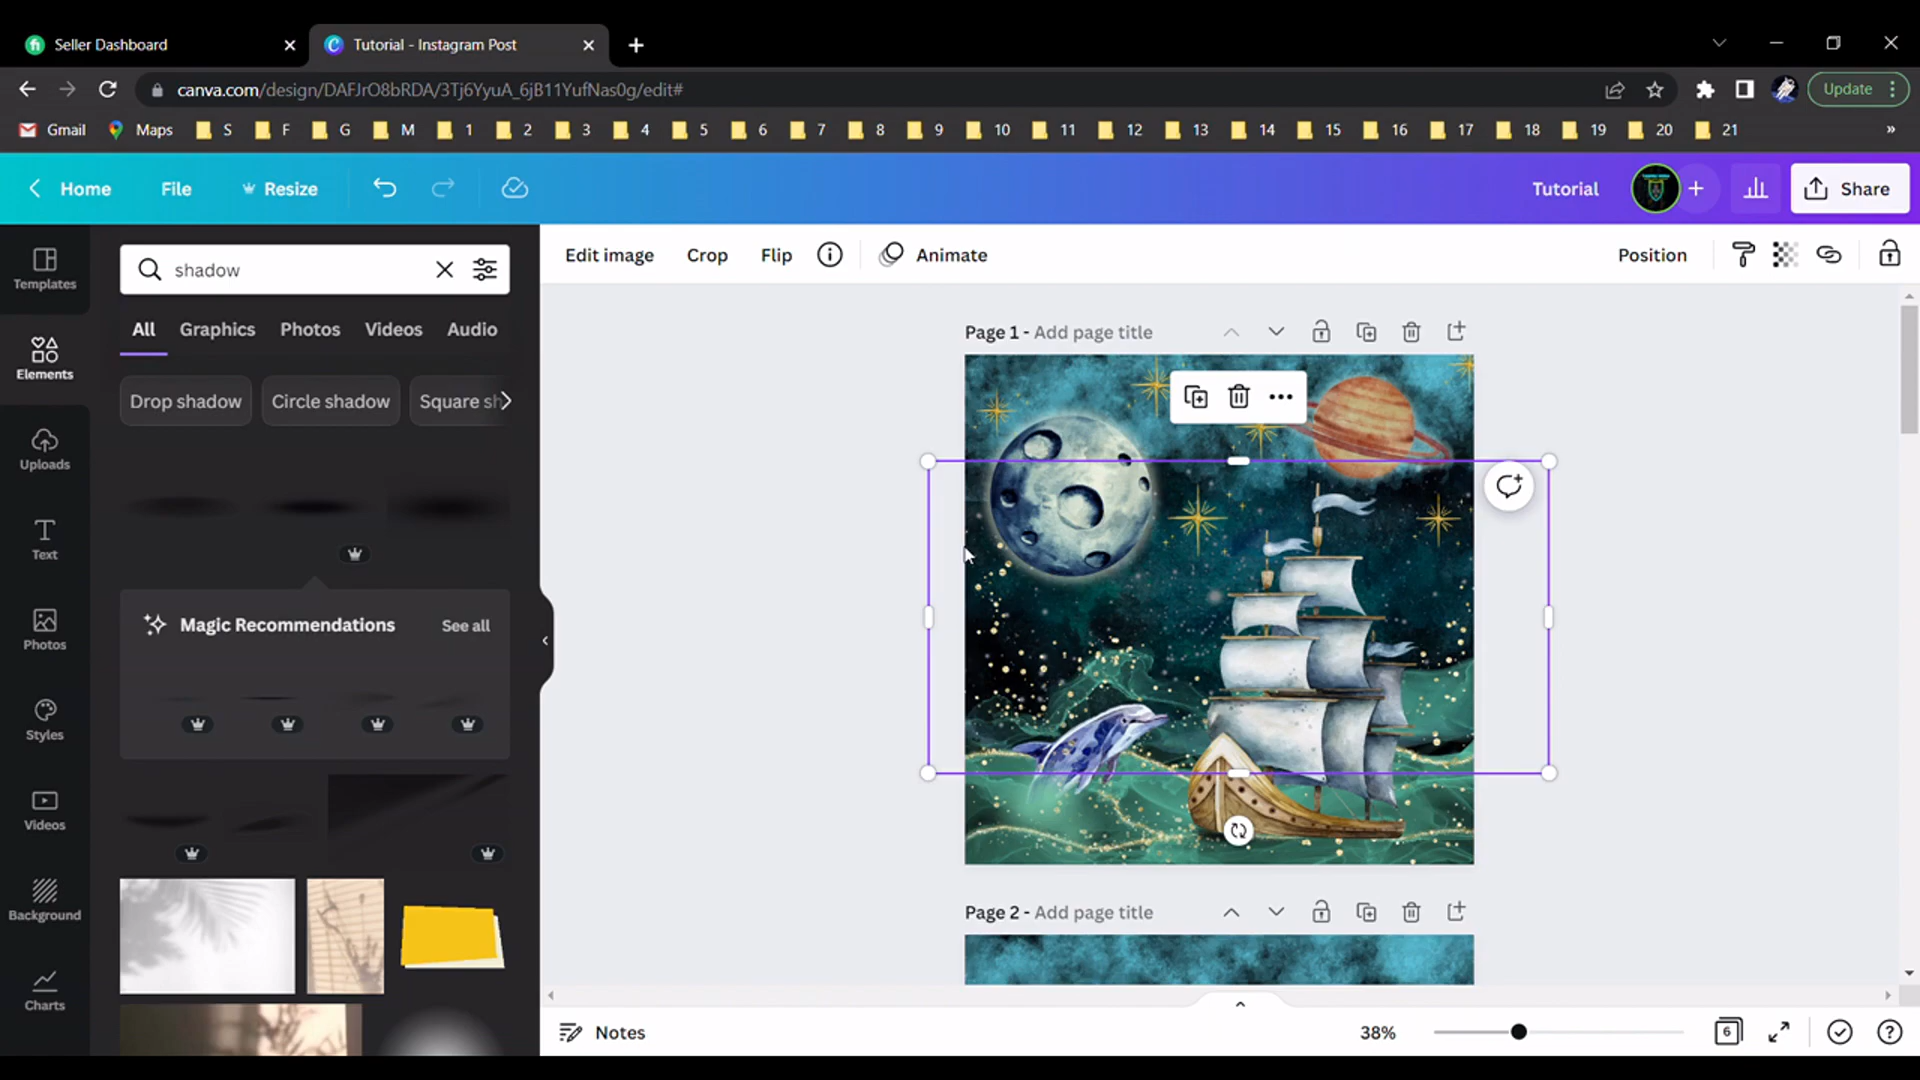 Seller Dashboard
Tutorial - Instagram Post
canva.com/design/DAFJrO8bRDA/3Tj6YyuA_6jB11YufNas0g/edit#
Update
Gmail Maps S F G M 1 2 3 4 5 6 7 8 9 10 11 12 13 14 15 16 17 18 19 20 21 »
Home File Resize Tutorial + Share
Templates
Elements
Uploads
Text
Photos
Styles
Videos
Background
Charts
shadow
All Graphics Photos Videos Audio
Drop shadow Circle shadow Square sh
Magic Recommendations See all
Edit image Crop Flip Animate Position
Page 1 - Add page title
Page 2 - Add page title
Notes 38% 6